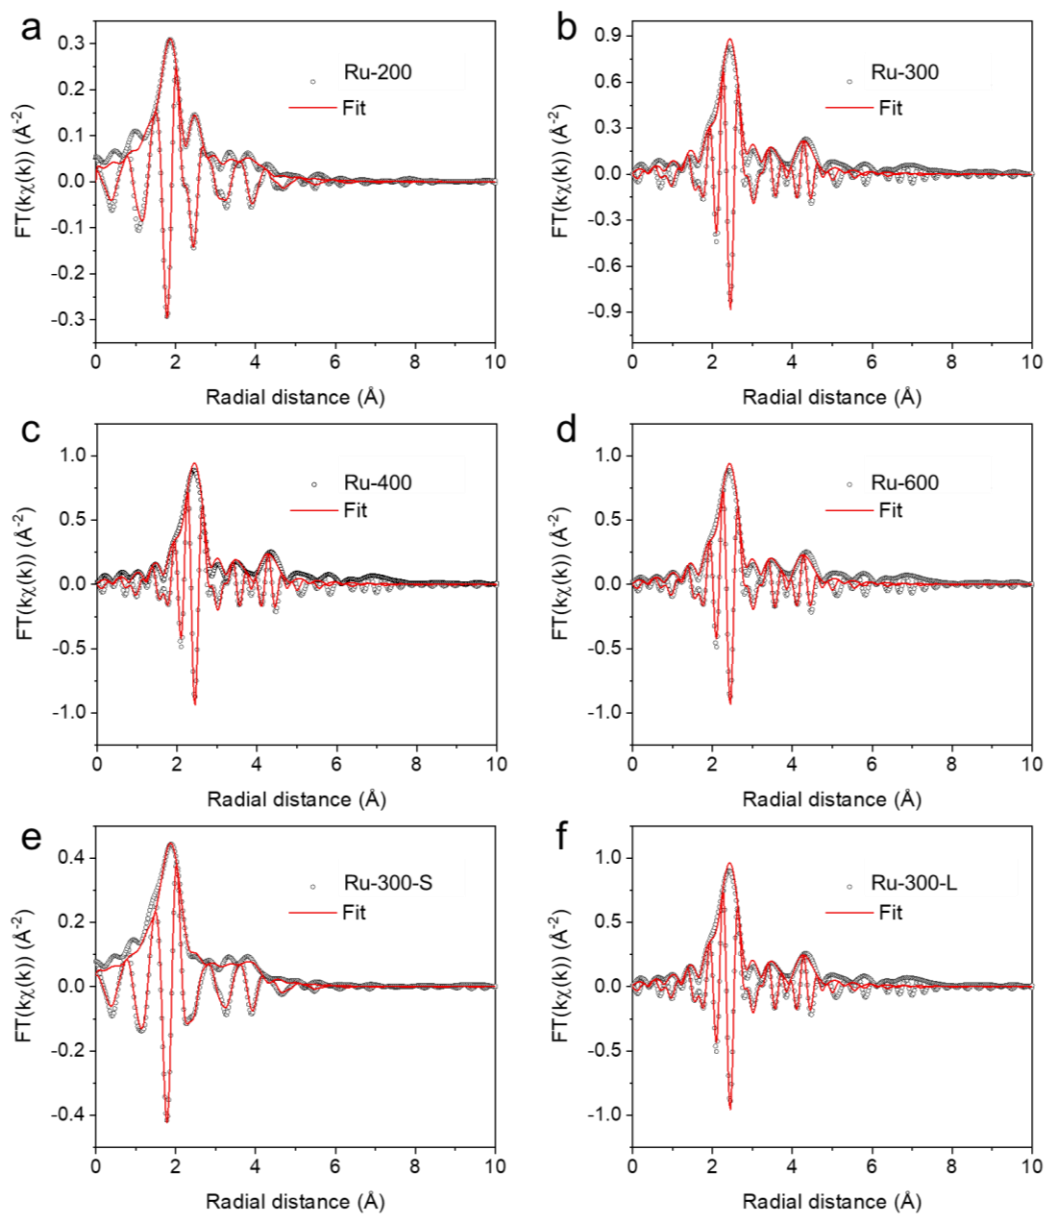 a
Ru-200
Fit
0.3
0.2
0.1
0.0
-0.1
-0.2
-0.3
FT(kχ(k)) (Å⁻²)
0 2 4 6 8 10
Radial distance (Å)
b
Ru-300
Fit
0.9
0.6
0.3
0.0
-0.3
-0.6
-0.9
FT(kχ(k)) (Å⁻²)
0 2 4 6 8 10
Radial distance (Å)
c
Ru-400
Fit
1.0
0.5
0.0
-0.5
-1.0
FT(kχ(k)) (Å⁻²)
0 2 4 6 8 10
Radial distance (Å)
d
Ru-600
Fit
1.0
0.5
0.0
-0.5
-1.0
FT(kχ(k)) (Å⁻²)
0 2 4 6 8 10
Radial distance (Å)
e
Ru-300-S
Fit
0.4
0.2
0.0
-0.2
-0.4
FT(kχ(k)) (Å⁻²)
0 2 4 6 8 10
Radial distance (Å)
f
Ru-300-L
Fit
1.0
0.5
0.0
-0.5
-1.0
FT(kχ(k)) (Å⁻²)
0 2 4 6 8 10
Radial distance (Å)